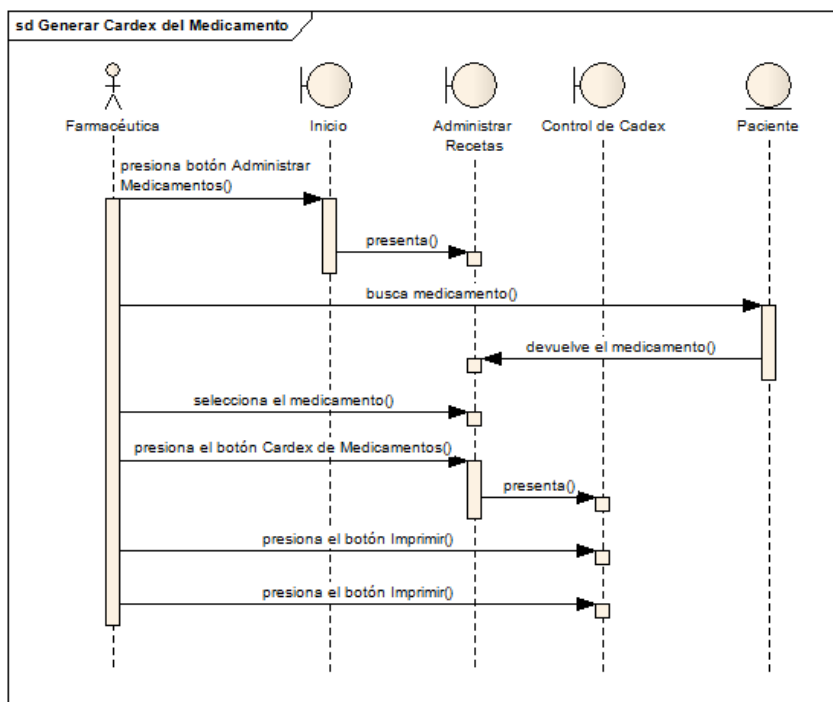 sd Generar Cardex del Medicamento
Farmacéutica
Inicio
Administrar
Recetas
Control de Cadex
Paciente
presiona botón Administrar
Medicamentos()
presenta()
busca medicamento()
devuelve el medicamento()
selecciona el medicamento()
presiona el botón Cardex de Medicamentos()
presenta()
presiona el botón Imprimir()
presiona el botón Imprimir()